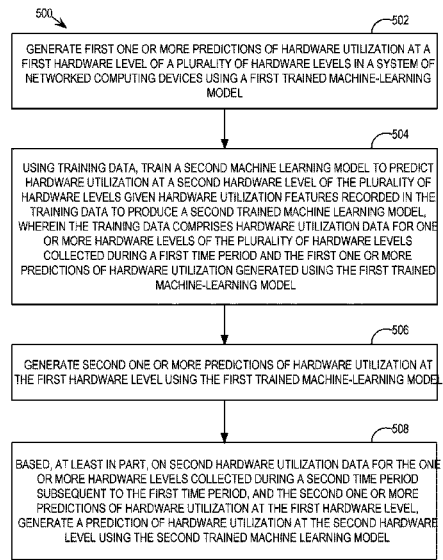 500
502
GENERATE FIRST ONE OR MORE PREDICTIONS OF HARDWARE UTILIZATION AT A
FIRST HARDWARE LEVEL OF A PLURALITY OF HARDWARE LEVELS IN A SYSTEM OF
NETWORKED COMPUTING DEVICES USING A FIRST TRAINED MACHINE-LEARNING
MODEL
504
USING TRAINING DATA, TRAIN A SECOND MACHINE LEARNING MODEL TO PREDICT
HARDWARE UTILIZATION AT A SECOND HARDWARE LEVEL OF THE PLURALITY OF
HARDWARE LEVELS GIVEN HARDWARE UTILIZATION FEATURES RECORDED IN THE
TRAINING DATA TO PRODUCE A SECOND TRAINED MACHINE LEARNING MODEL,
WHEREIN THE TRAINING DATA COMPRISES HARDWARE UTILIZATION DATA FOR ONE
OR MORE HARDWARE LEVELS OF THE PLURALITY OF HARDWARE LEVELS
COLLECTED DURING A FIRST TIME PERIOD AND THE FIRST ONE OR MORE
PREDICTIONS OF HARDWARE UTILIZATION GENERATED USING THE FIRST TRAINED
MACHINE-LEARNING MODEL
506
GENERATE SECOND ONE OR MORE PREDICTIONS OF HARDWARE UTILIZATION AT
THE FIRST HARDWARE LEVEL USING THE FIRST TRAINED MACHINE-LEARNING MODEL
508
BASED, AT LEAST IN PART, ON SECOND HARDWARE UTILIZATION DATA FOR THE ONE
OR MORE HARDWARE LEVELS COLLECTED DURING A SECOND TIME PERIOD
SUBSEQUENT TO THE FIRST TIME PERIOD, AND THE SECOND ONE OR MORE
PREDICTIONS OF HARDWARE UTILIZATION AT THE FIRST HARDWARE LEVEL,
GENERATE A PREDICTION OF HARDWARE UTILIZATION AT THE SECOND HARDWARE
LEVEL USING THE SECOND TRAINED MACHINE LEARNING MODEL